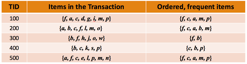 TID Items in the Transaction Ordered, frequent items
100 {f, a, c, d, g, i, m, p} {f, c, a, m, p}
200 {a, b, c, f, l, m, o} {f, c, a, b, m}
300 {b, f, h, j, o, w} {f, b}
400 {b, c, k, s, p} {c, b, p}
500 {a, f, c, e, l, p, m, n} {f, c, a, m, p}